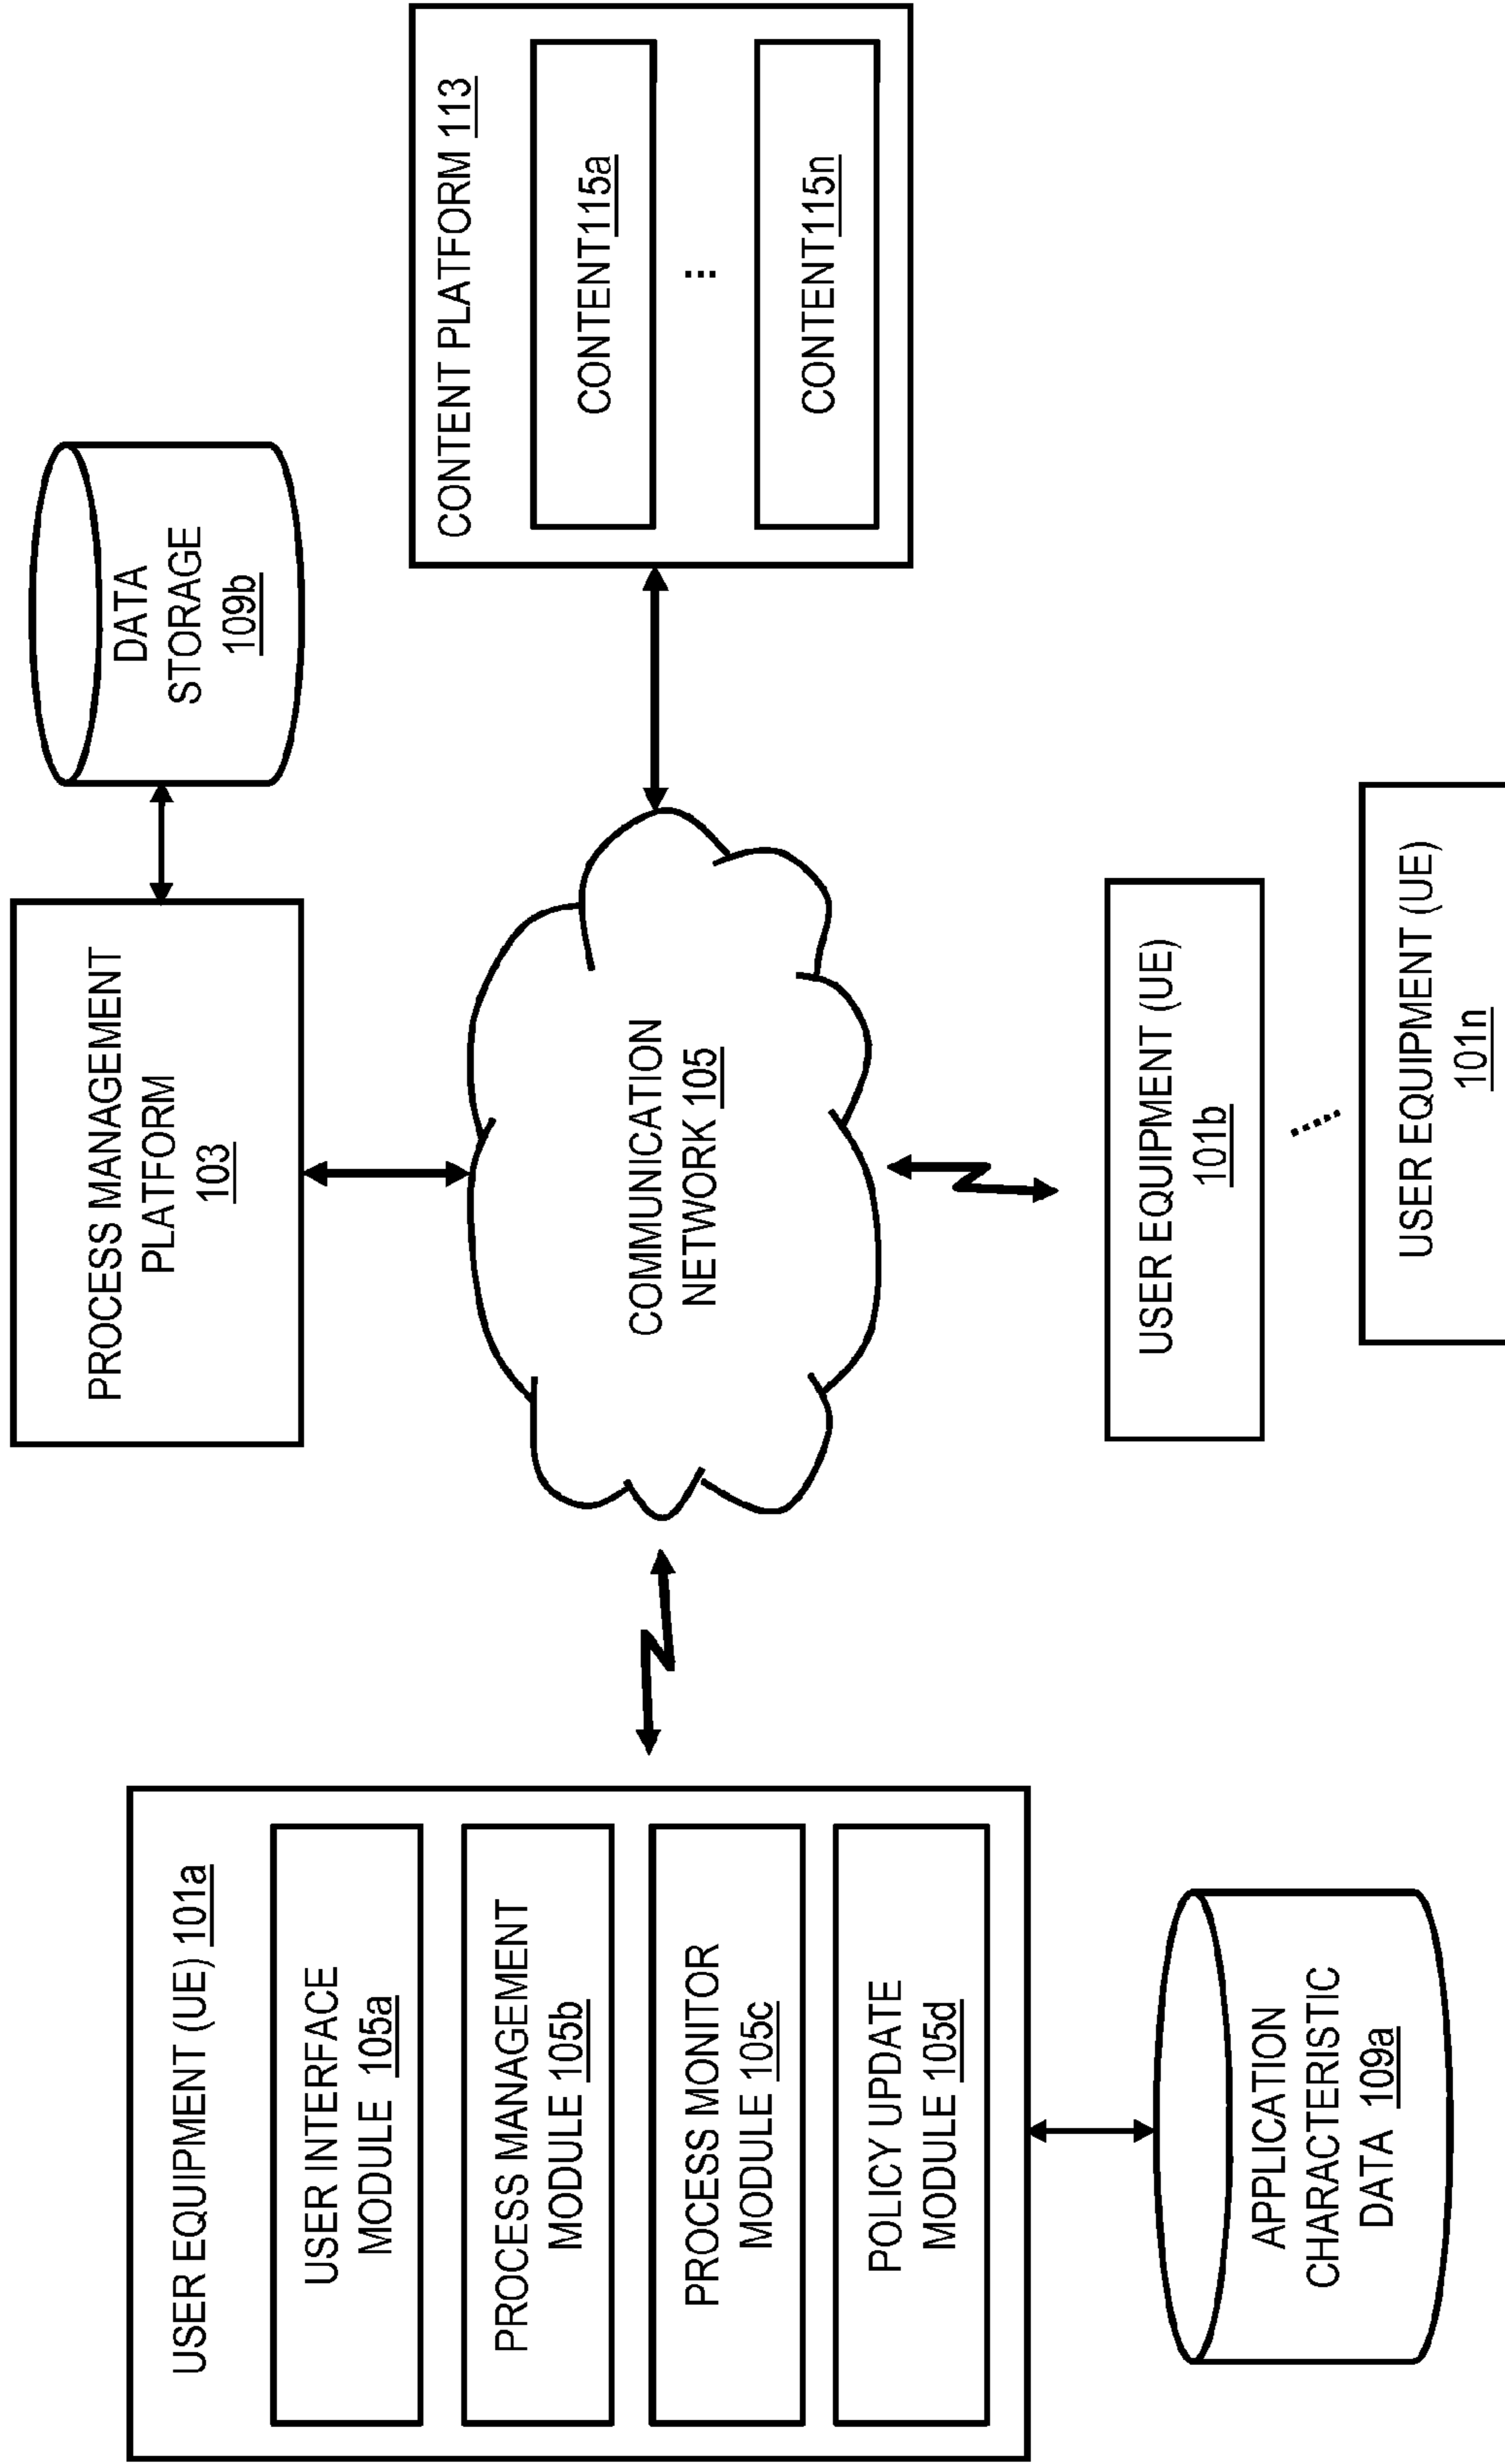 PROCESS MANAGEMENT
PLATFORM
103
DATA
STORAGE
109b
USER EQUIPMENT (UE) 101a
USER INTERFACE
MODULE 105a
PROCESS MANAGEMENT
MODULE 105b
PROCESS MONITOR
MODULE 105c
POLICY UPDATE
MODULE 105d
APPLICATION
CHARACTERISTIC
DATA 109a
COMMUNICATION
NETWORK 105
CONTENT PLATFORM 113
CONTENT115a
...
CONTENT115n
USER EQUIPMENT (UE)
101b
USER EQUIPMENT (UE)
101n